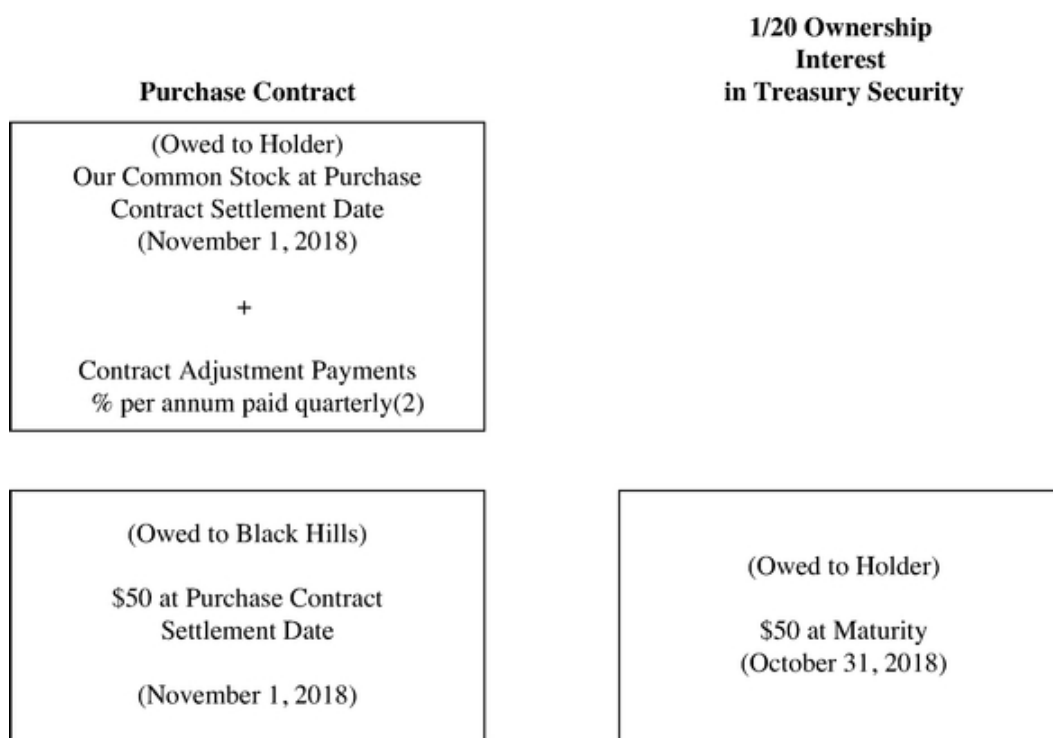 1/20 Ownership
Interest
in Treasury Security
Purchase Contract
(Owed to Holder)
Our Common Stock at Purchase
Contract Settlement Date
(November 1, 2018)
+
Contract Adjustment Payments
% per annum paid quarterly(2)
(Owed to Black Hills)
$50 at Purchase Contract
Settlement Date
(November 1, 2018)
(Owed to Holder)
$50 at Maturity
(October 31, 2018)